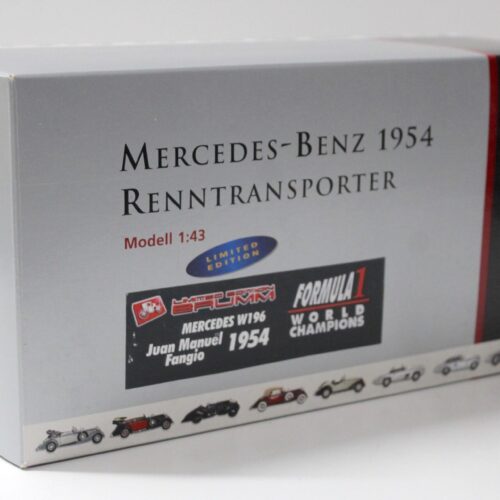 MERCEDES-BENZ 1954
RENNTRANSPORTER
Modell 1:43
LIMITED
EDITION
BRUMM
MERCEDES W196
Juan Manuel
Fangio
1954
FORMULA 1
WORLD
CHAMPIONS